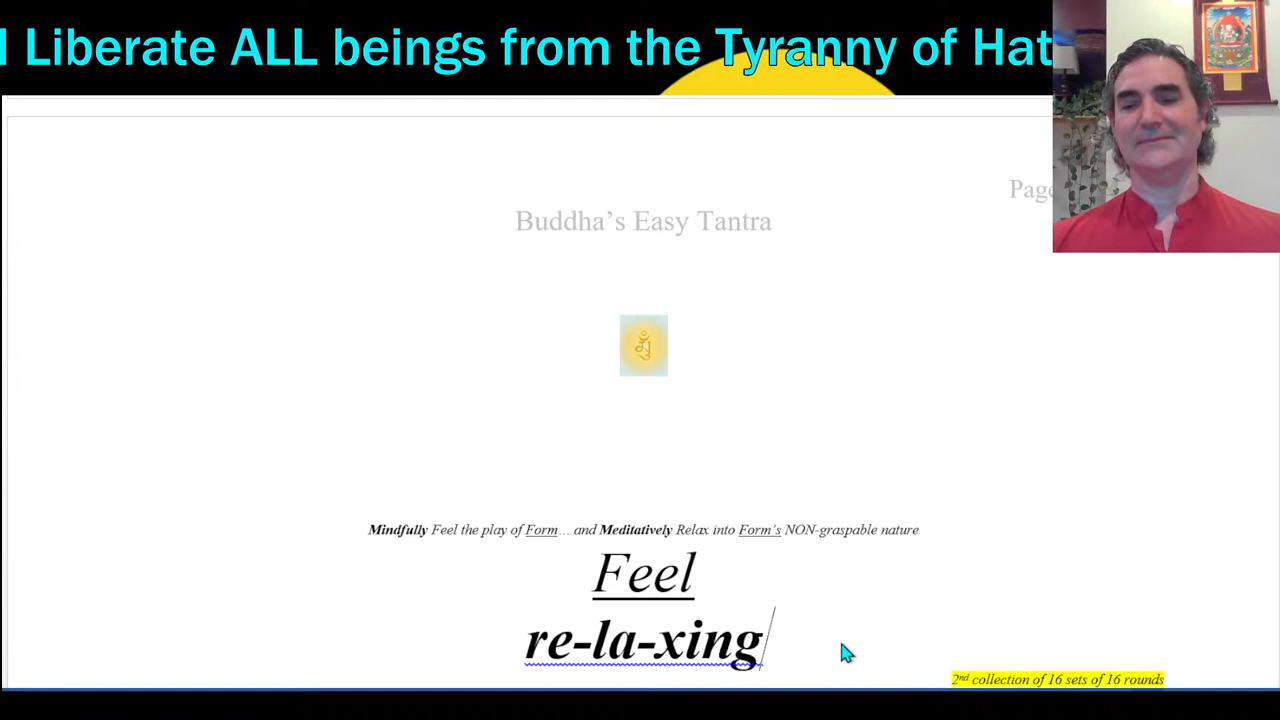 Liberate ALL beings from the Tyranny of Hat
Page
Buddha's Easy Tantra
Mindfully Feel the play of Form… and Meditatively Relax into Form's NON-graspable nature
Feel
re-la-xing
2nd collection of 16 sets of 16 rounds